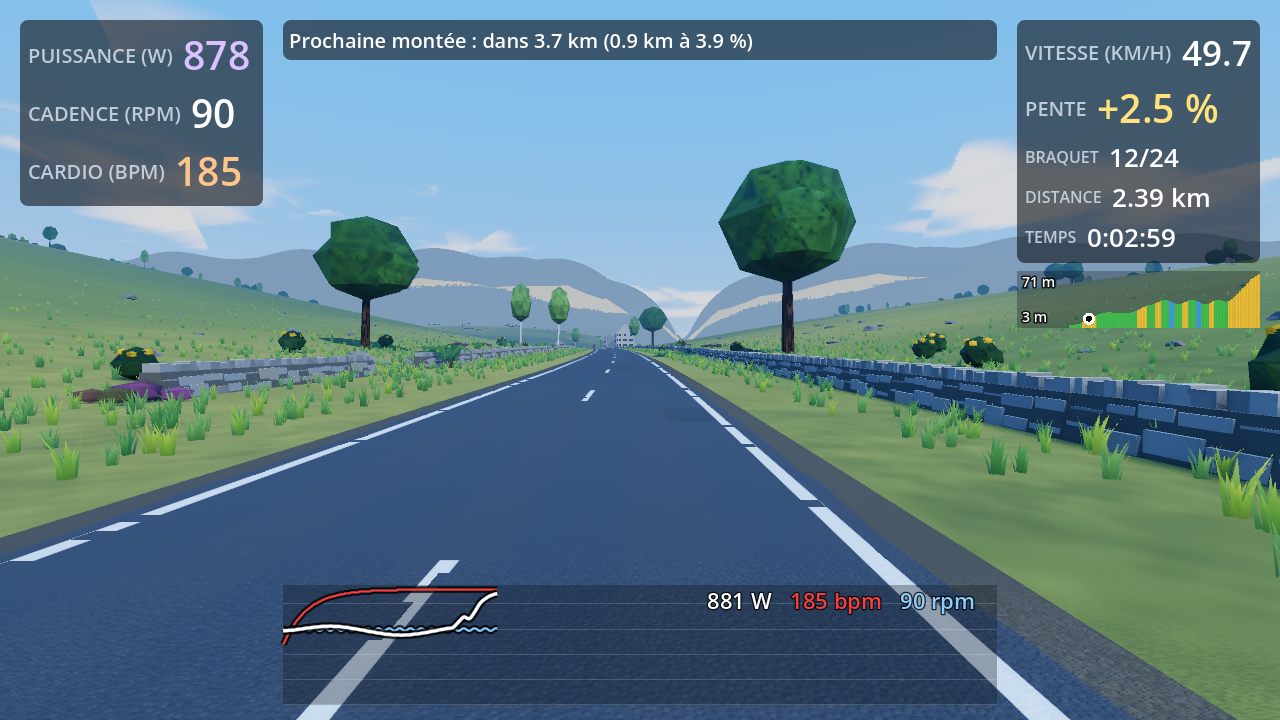 PUISSANCE (W) 878
CADENCE (RPM) 90
CARDIO (BPM) 185
Prochaine montée : dans 3.7 km (0.9 km à 3.9 %)
VITESSE (KM/H) 49.7
PENTE +2.5 %
BRAQUET 12/24
DISTANCE 2.39 km
TEMPS 0:02:59
71 m
3 m
881 W 185 bpm 90 rpm